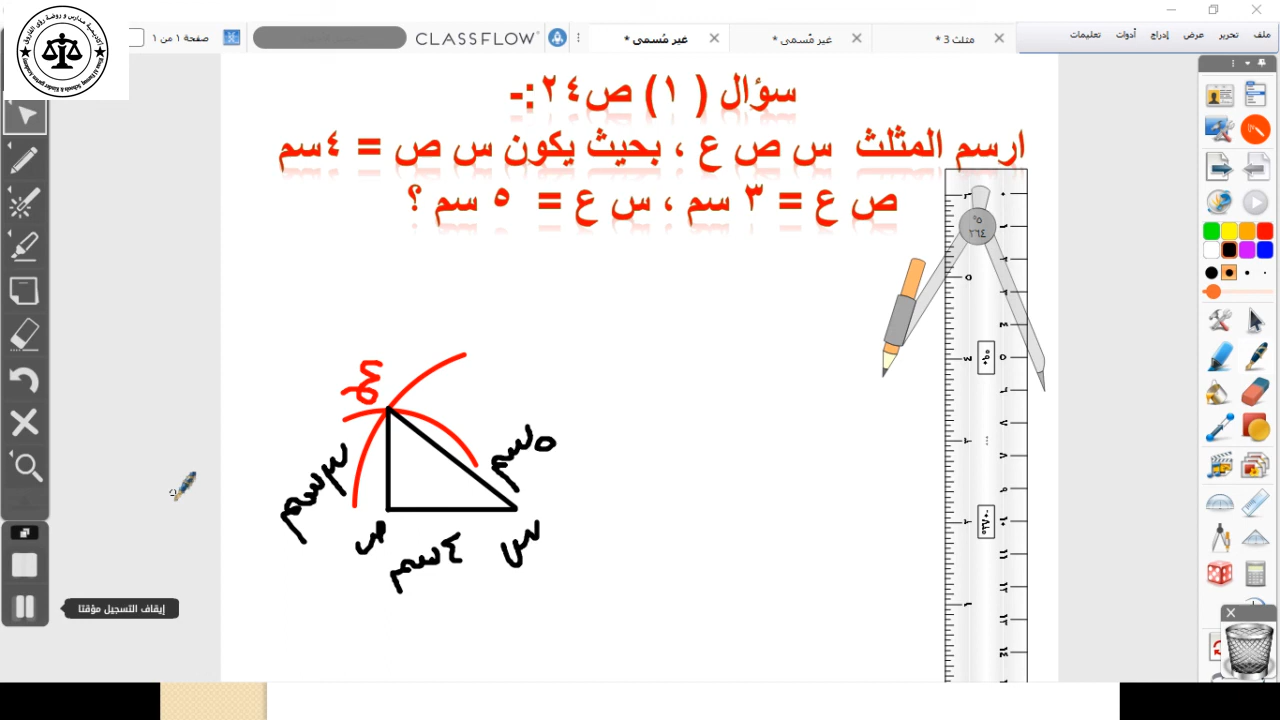 ملف تحرير عرض إدراج أدوات تعليمات
مثلث 3 *
غير مُسمى *
غير مُسمى *
CLASSFLOW
صفحة ١ من ١
سؤال ( ١ ) ص٢٤ :-
ارسم المثلث س ص ع ، بحيث يكون س ص = ٤سم
ص ع = ٣ سم ، س ع = ٥ سم ؟
ع
٥سم
٣سم
ص
س
٤سم
إيقاف التسجيل مؤقتا